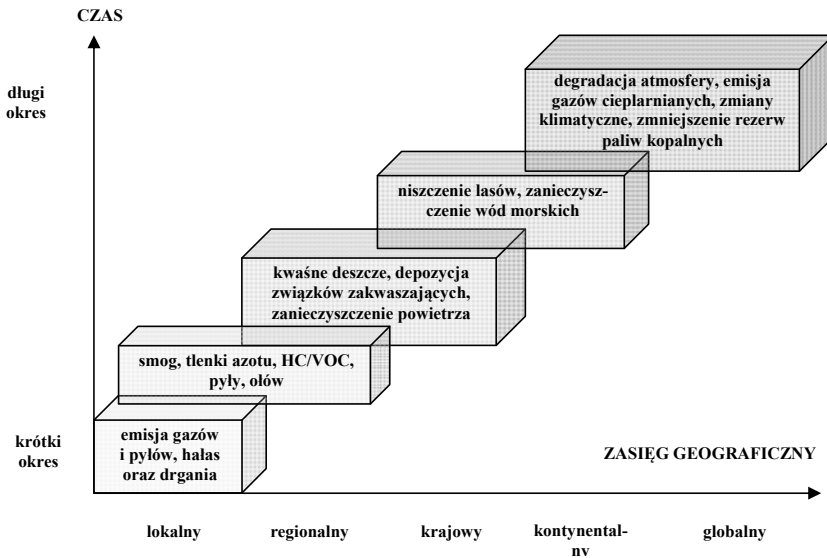 CZAS
długi
okres
degradacja atmosfery, emisja
gazów cieplarnianych, zmiany
klimatyczne, zmniejszenie rezerw
paliw kopalnych
niszczenie lasów, zanieczysz-
czenie wód morskich
kwaśne deszcze, depozycja
związków zakwaszających,
zanieczyszczenie powietrza
smog, tlenki azotu, HC/VOC,
pyły, ołów
krótki
okres
emisja gazów
i pyłów, hałas
oraz drgania
ZASIĘG GEOGRAFICZNY
lokalny
regionalny
krajowy
kontynental-
ny
globalny